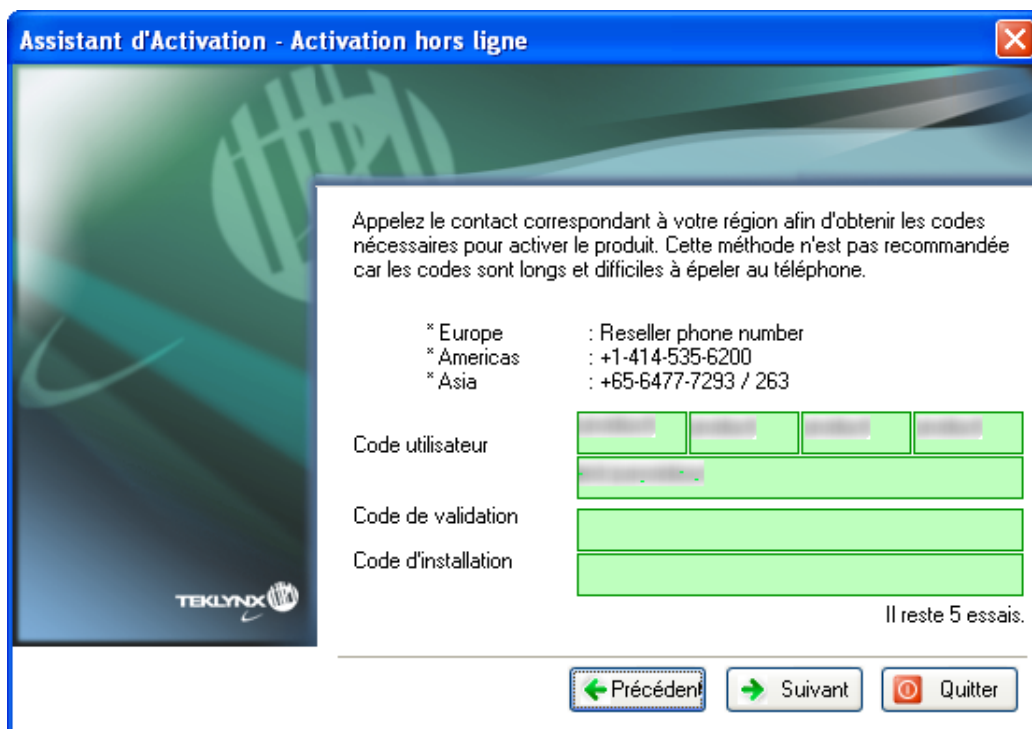 Assistant d'Activation - Activation hors ligne
Appelez le contact correspondant à votre région afin d'obtenir les codes
nécessaires pour activer le produit. Cette méthode n'est pas recommandée
car les codes sont longs et difficiles à épeler au téléphone.
* Europe : Reseller phone number
* Americas : +1-414-535-6200
* Asia : +65-6477-7293 / 263
Code utilisateur
Code de validation
Code d'installation
TEKLYNX
Il reste 5 essais.
Précédent Suivant Quitter